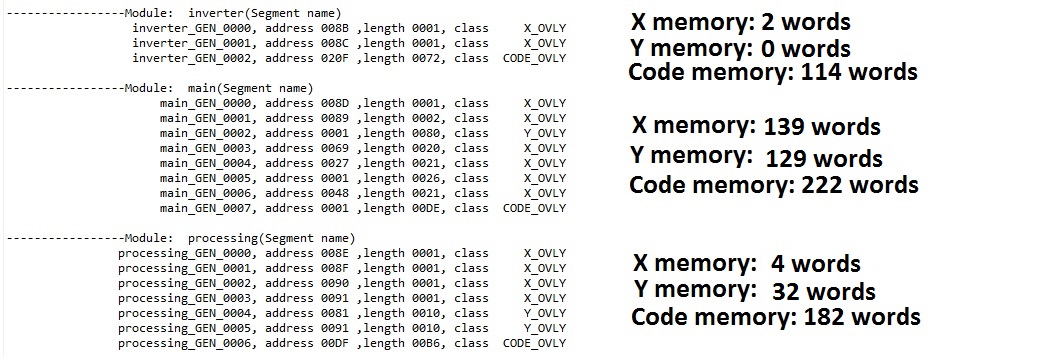 -----------------Module:  inverter(Segment name)
inverter_GEN_0000, address 008B ,length 0001, class     X_OVLY
inverter_GEN_0001, address 008C ,length 0001, class     X_OVLY
inverter_GEN_0002, address 020F ,length 0072, class  CODE_OVLY
X memory: 2 words
Y memory: 0 words
Code memory: 114 words
-----------------Module:  main(Segment name)
main_GEN_0000, address 008D ,length 0001, class     X_OVLY
main_GEN_0001, address 0089 ,length 0002, class     X_OVLY
main_GEN_0002, address 0001 ,length 0080, class     Y_OVLY
main_GEN_0003, address 0069 ,length 0020, class     X_OVLY
main_GEN_0004, address 0027 ,length 0021, class     X_OVLY
main_GEN_0005, address 0001 ,length 0026, class     X_OVLY
main_GEN_0006, address 0048 ,length 0021, class     X_OVLY
main_GEN_0007, address 0001 ,length 00DE, class  CODE_OVLY
X memory: 139 words
Y memory: 129 words
Code memory: 222 words
-----------------Module:  processing(Segment name)
processing_GEN_0000, address 008E ,length 0001, class     X_OVLY
processing_GEN_0001, address 008F ,length 0001, class     X_OVLY
processing_GEN_0002, address 0090 ,length 0001, class     X_OVLY
processing_GEN_0003, address 0091 ,length 0001, class     X_OVLY
processing_GEN_0004, address 0081 ,length 0010, class     Y_OVLY
processing_GEN_0005, address 0091 ,length 0010, class     Y_OVLY
processing_GEN_0006, address 00DF ,length 00B6, class  CODE_OVLY
X memory: 4 words
Y memory: 32 words
Code memory: 182 words